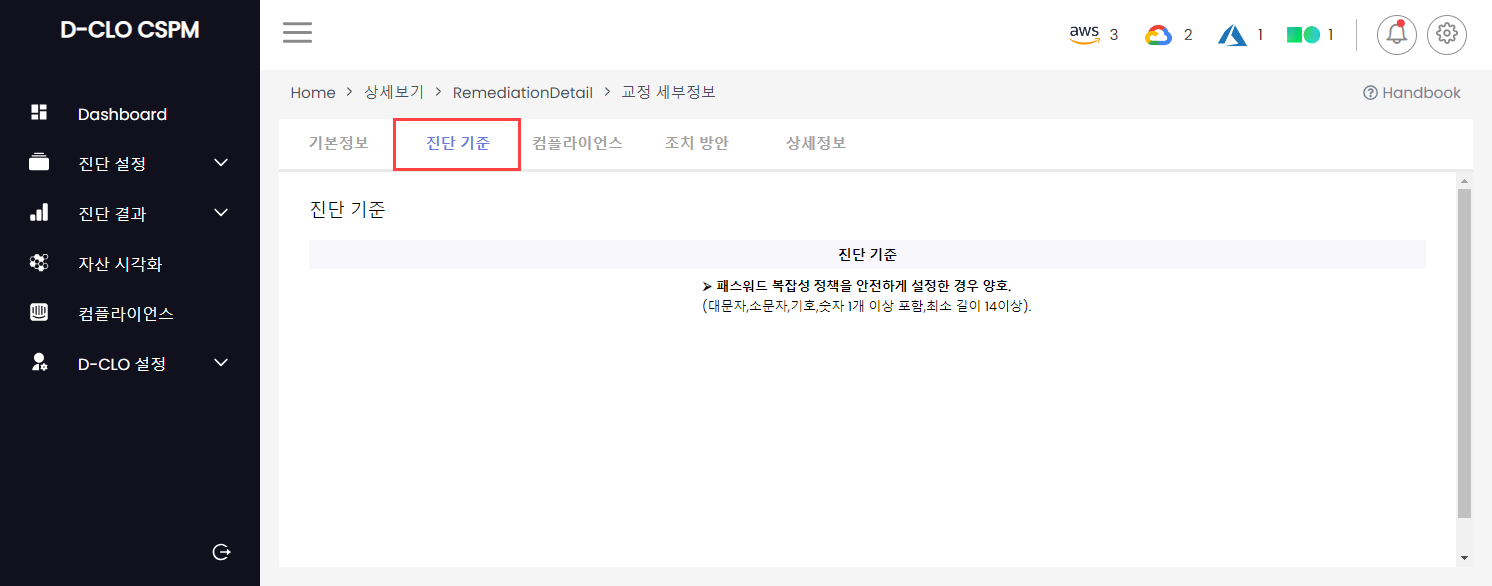 D-CLO CSPM
aws 3 2 1 1
Dashboard
진단 설정
진단 결과
자산 시각화
컴플라이언스
D-CLO 설정
Home > 상세보기 > RemediationDetail > 교정 세부정보
Handbook
기본정보 진단 기준 컴플라이언스 조치 방안 상세정보
진단 기준
진단 기준
➢ 패스워드 복잡성 정책을 안전하게 설정한 경우 양호.
(대문자,소문자,기호,숫자 1개 이상 포함,최소 길이 14이상).